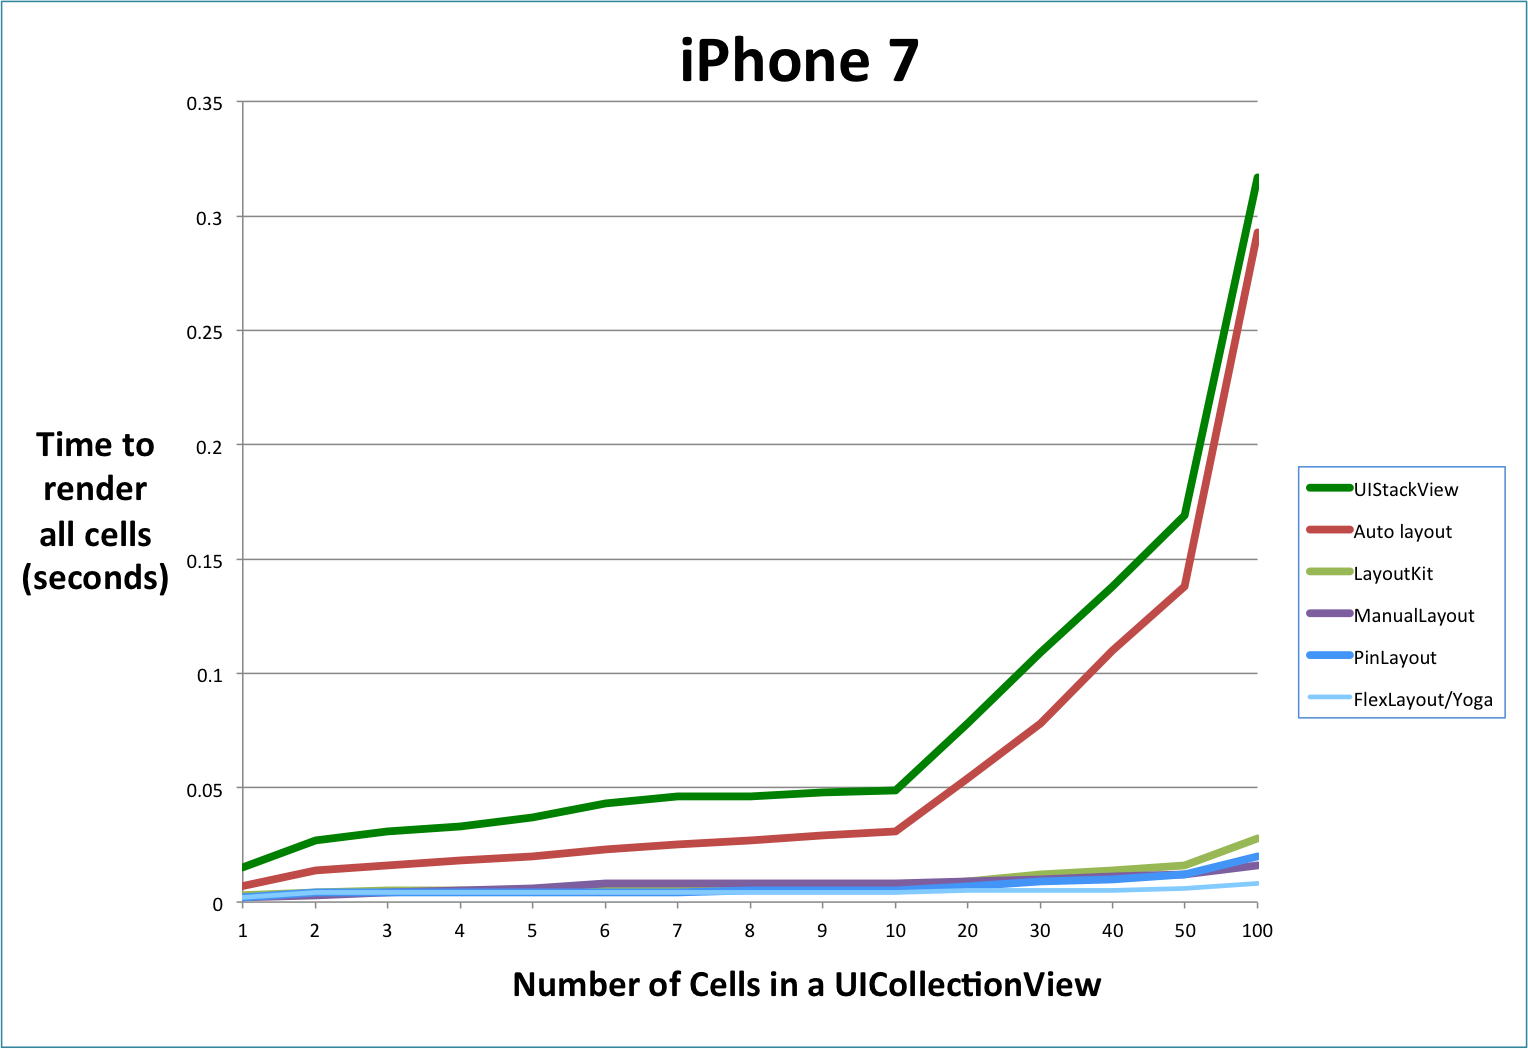 iPhone 7
0.35
0.3
0.25
0.2
0.15
0.1
0.05
0
Time to
render
all cells
(seconds)
1 2 3 4 5 6 7 8 9 10 20 30 40 50 100
Number of Cells in a UICollectionView
UIStackView
Auto layout
LayoutKit
ManualLayout
PinLayout
FlexLayout/Yoga